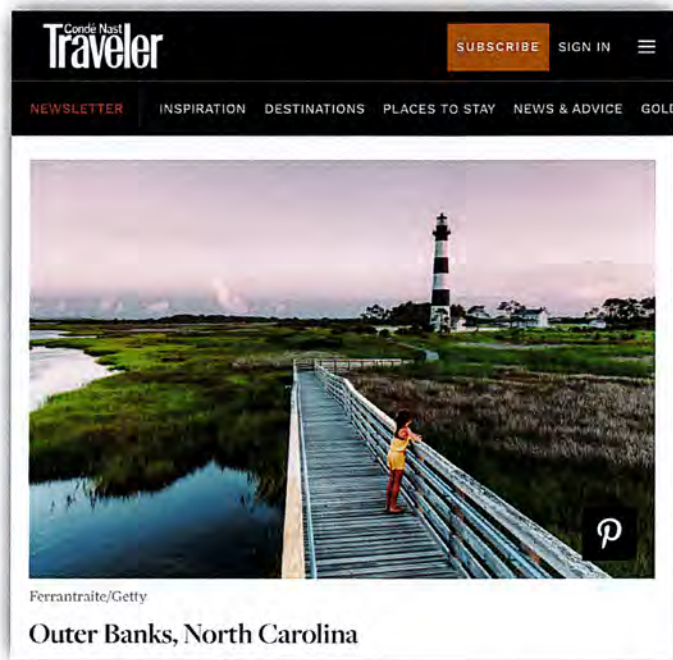 Condé Nast
Traveler
SUBSCRIBE SIGN IN
NEWSLETTER INSPIRATION DESTINATIONS PLACES TO STAY NEWS & ADVICE GOLD
Ferrantraite/Getty
Outer Banks, North Carolina